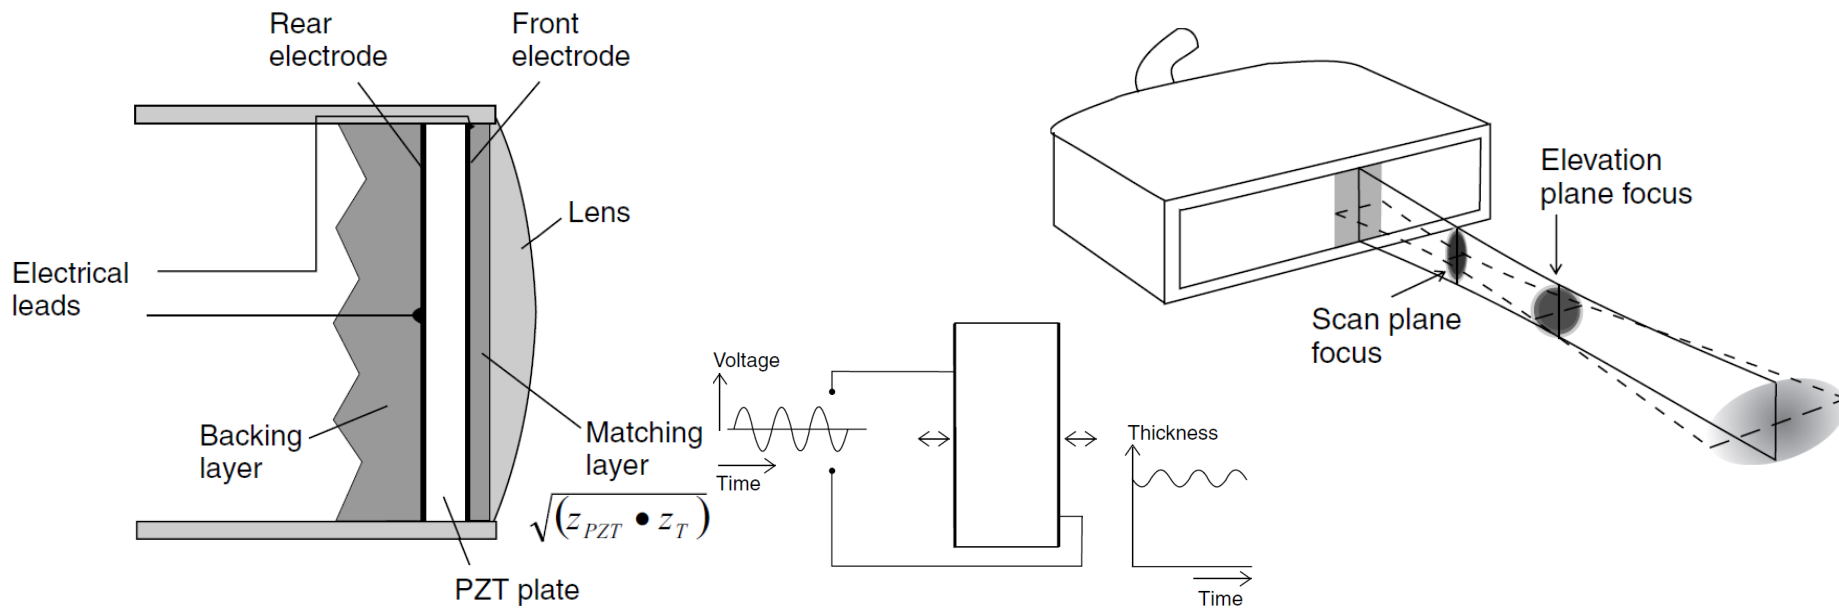 Rear
electrode
Front
electrode
Lens
Electrical
leads
Backing
layer
Matching
layer
√(z_PZT • z_T)
PZT plate
Voltage
Time
Thickness
Time
Elevation
plane focus
Scan plane
focus